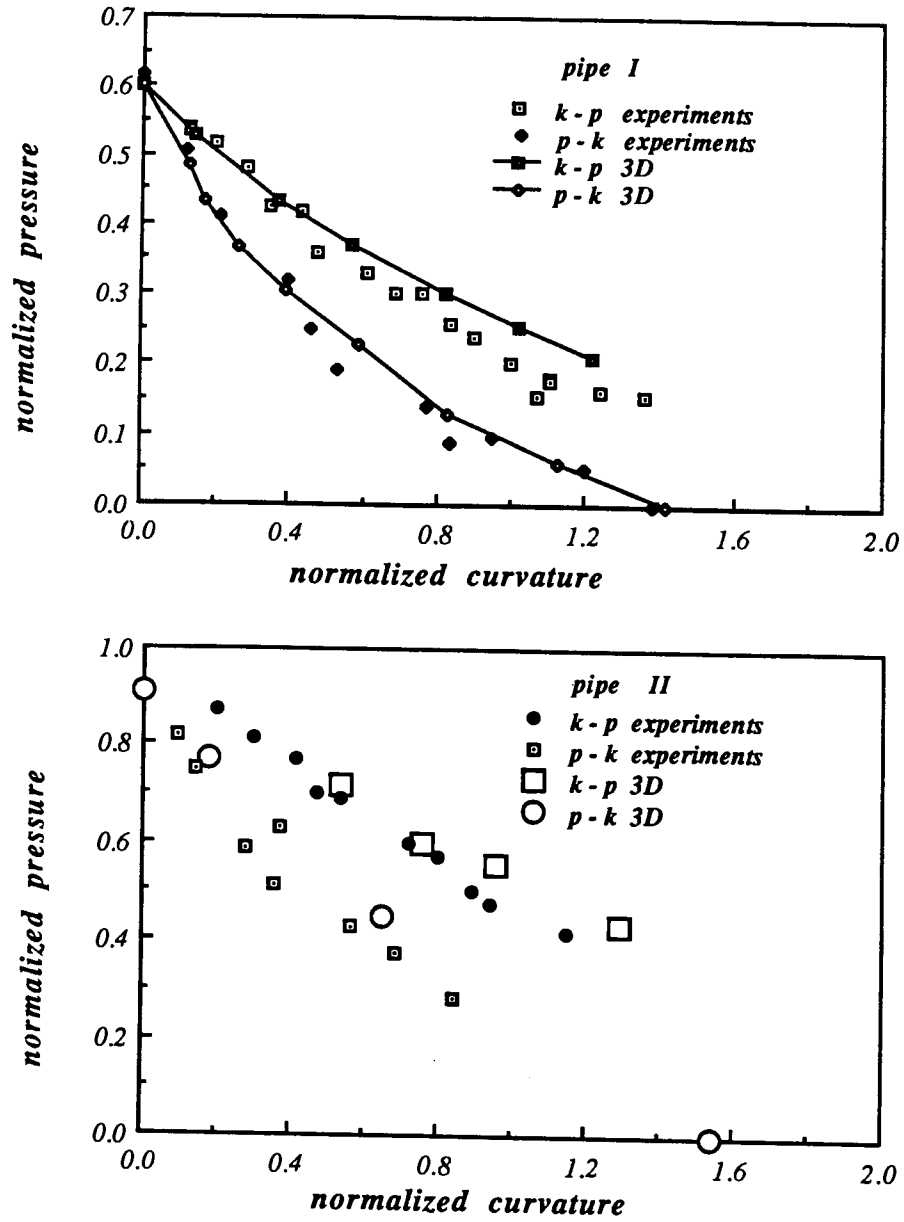 0.7
pipe I
0.6
k - p experiments
p - k experiments
0.5
k - p 3D
p - k 3D
0.4
0.3
0.2
0.1
0.0
normalized pressure
0.0 0.4 0.8 1.2 1.6 2.0
normalized curvature
1.0
pipe II
k - p experiments
0.8
p - k experiments
k - p 3D
p - k 3D
0.6
0.4
0.2
0.0
normalized pressure
0.0 0.4 0.8 1.2 1.6 2.0
normalized curvature